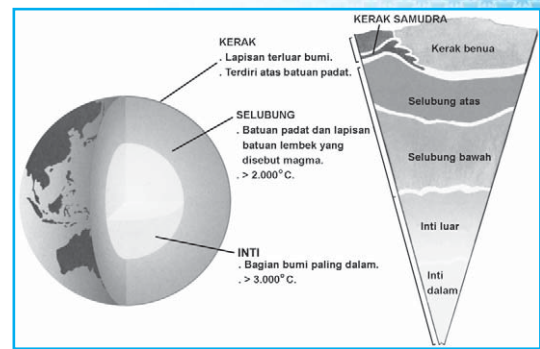 KERAK
. Lapisan terluar bumi.
. Terdiri atas batuan padat.
SELUBUNG
. Batuan padat dan lapisan
batuan lembek yang
disebut magma.
. > 2.000°C.
INTI
. Bagian bumi paling dalam.
. > 3.000°C.
KERAK SAMUDRA
Kerak benua
Selubung atas
Selubung bawah
Inti luar
Inti
dalam